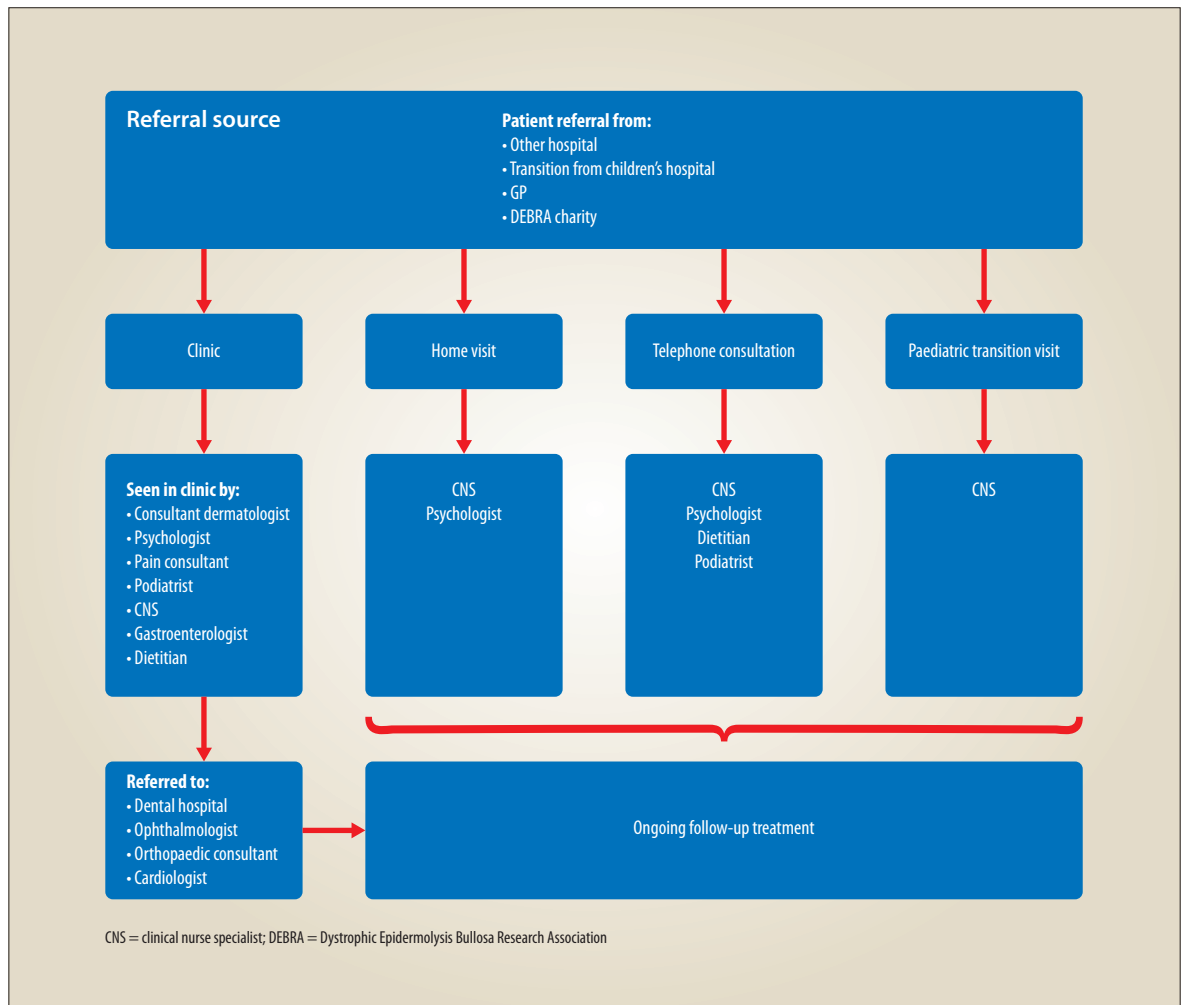 Referral source
Patient referral from:
• Other hospital
• Transition from children's hospital
• GP
• DEBRA charity
Clinic
Home visit
Telephone consultation
Paediatric transition visit
Seen in clinic by:
• Consultant dermatologist
• Psychologist
• Pain consultant
• Podiatrist
• CNS
• Gastroenterologist
• Dietitian
CNS
Psychologist
CNS
Psychologist
Dietitian
Podiatrist
CNS
Referred to:
• Dental hospital
• Ophthalmologist
• Orthopaedic consultant
• Cardiologist
Ongoing follow-up treatment
CNS = clinical nurse specialist; DEBRA = Dystrophic Epidermolysis Bullosa Research Association